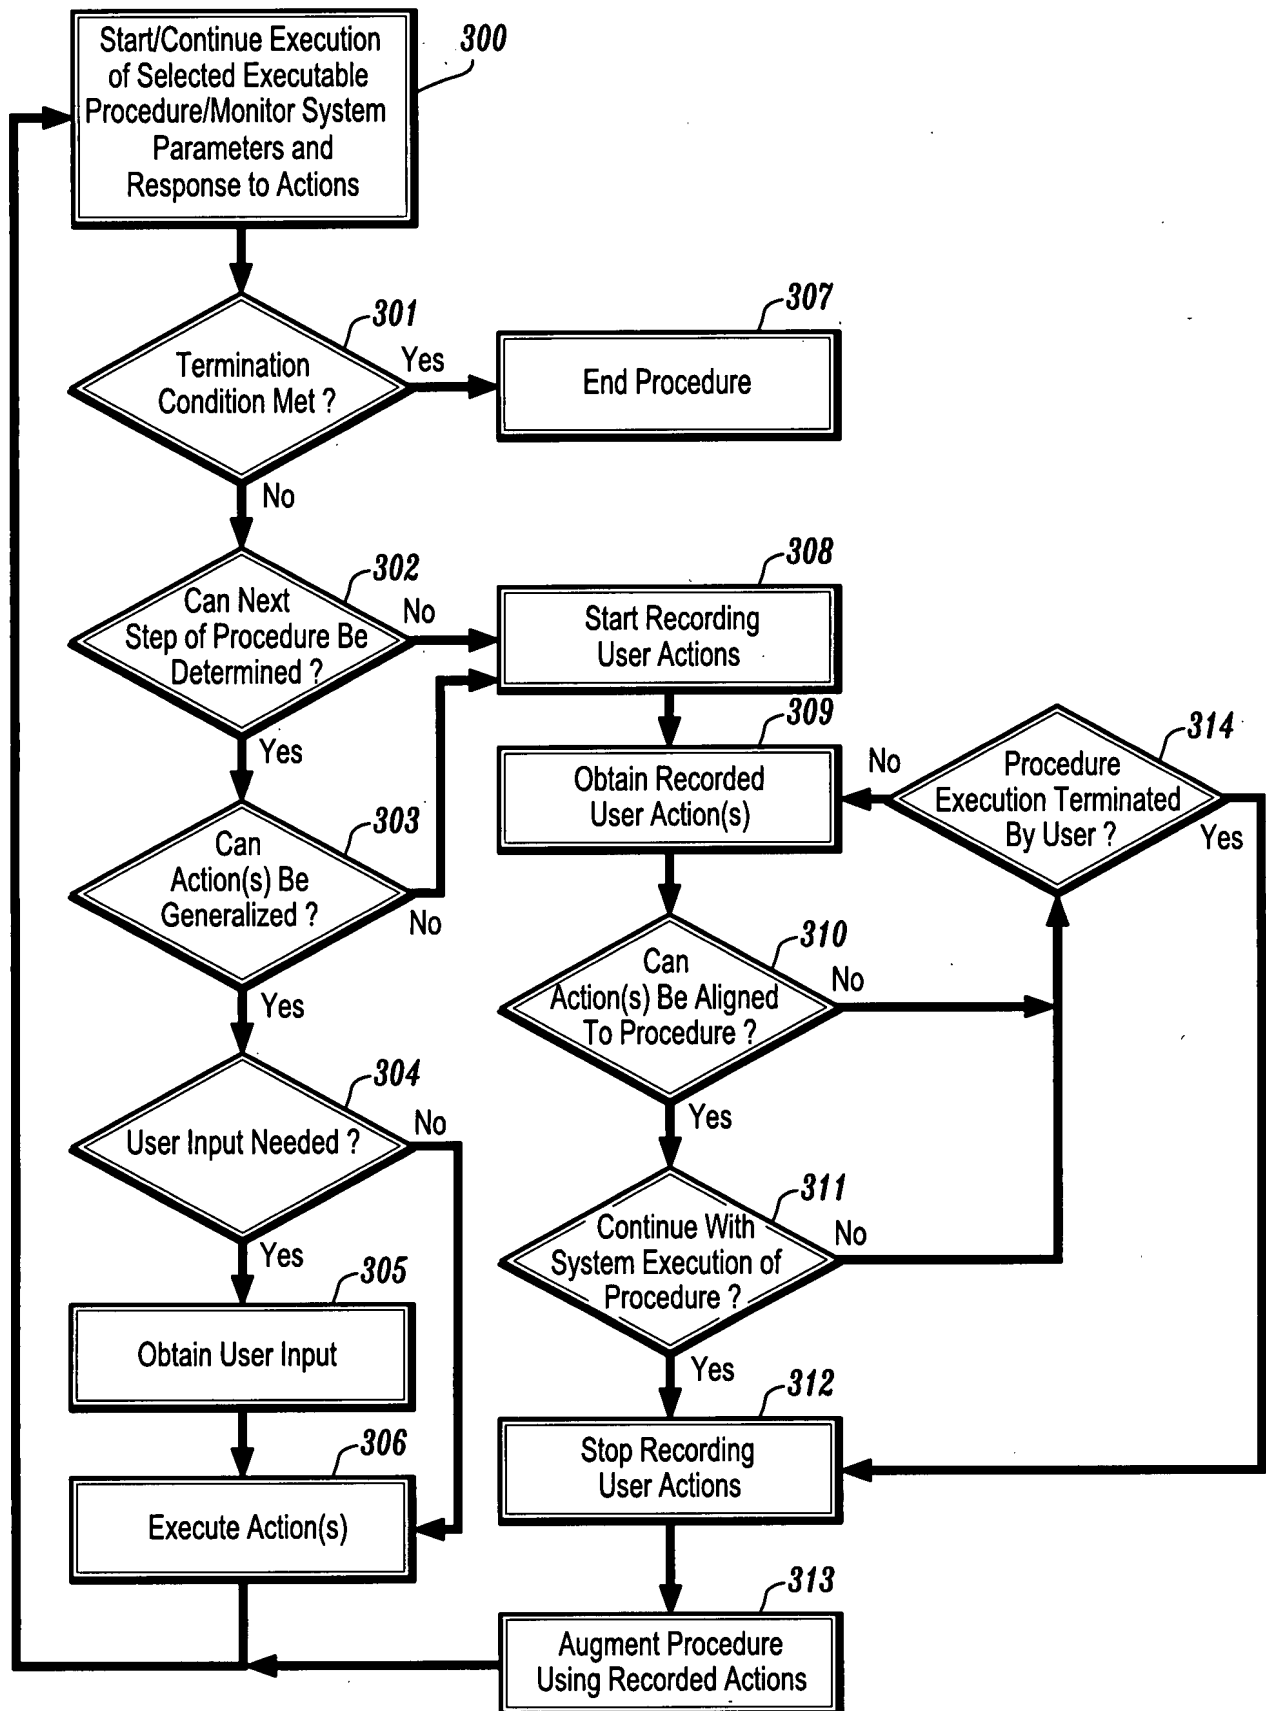 Start/Continue Execution
of Selected Executable
Procedure/Monitor System
Parameters and
Response to Actions
300
Termination
Condition Met ?
301
Yes
No
End Procedure
307
Can Next
Step of Procedure Be
Determined ?
302
No
Yes
Start Recording
User Actions
308
Can
Action(s) Be
Generalized ?
303
No
Yes
Obtain Recorded
User Action(s)
309
Procedure
Execution Terminated
By User ?
314
No
Yes
Can
Action(s) Be Aligned
To Procedure ?
310
No
Yes
User Input Needed ?
304
No
Yes
Continue With
System Execution of
Procedure ?
311
No
Yes
Obtain User Input
305
Execute Action(s)
306
Stop Recording
User Actions
312
Augment Procedure
Using Recorded Actions
313